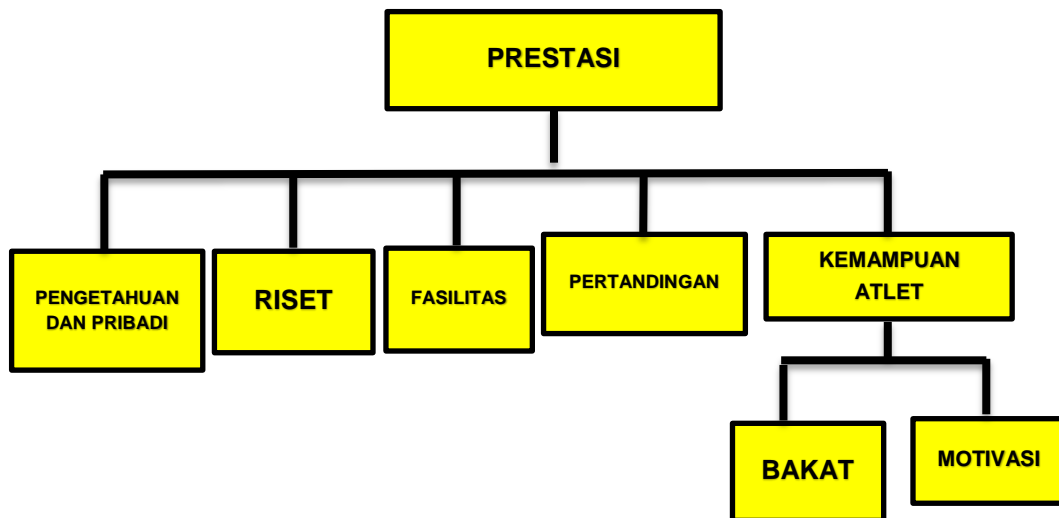 PRESTASI
PENGETAHUAN
DAN PRIBADI
RISET
FASILITAS
PERTANDINGAN
KEMAMPUAN
ATLET
BAKAT
MOTIVASI